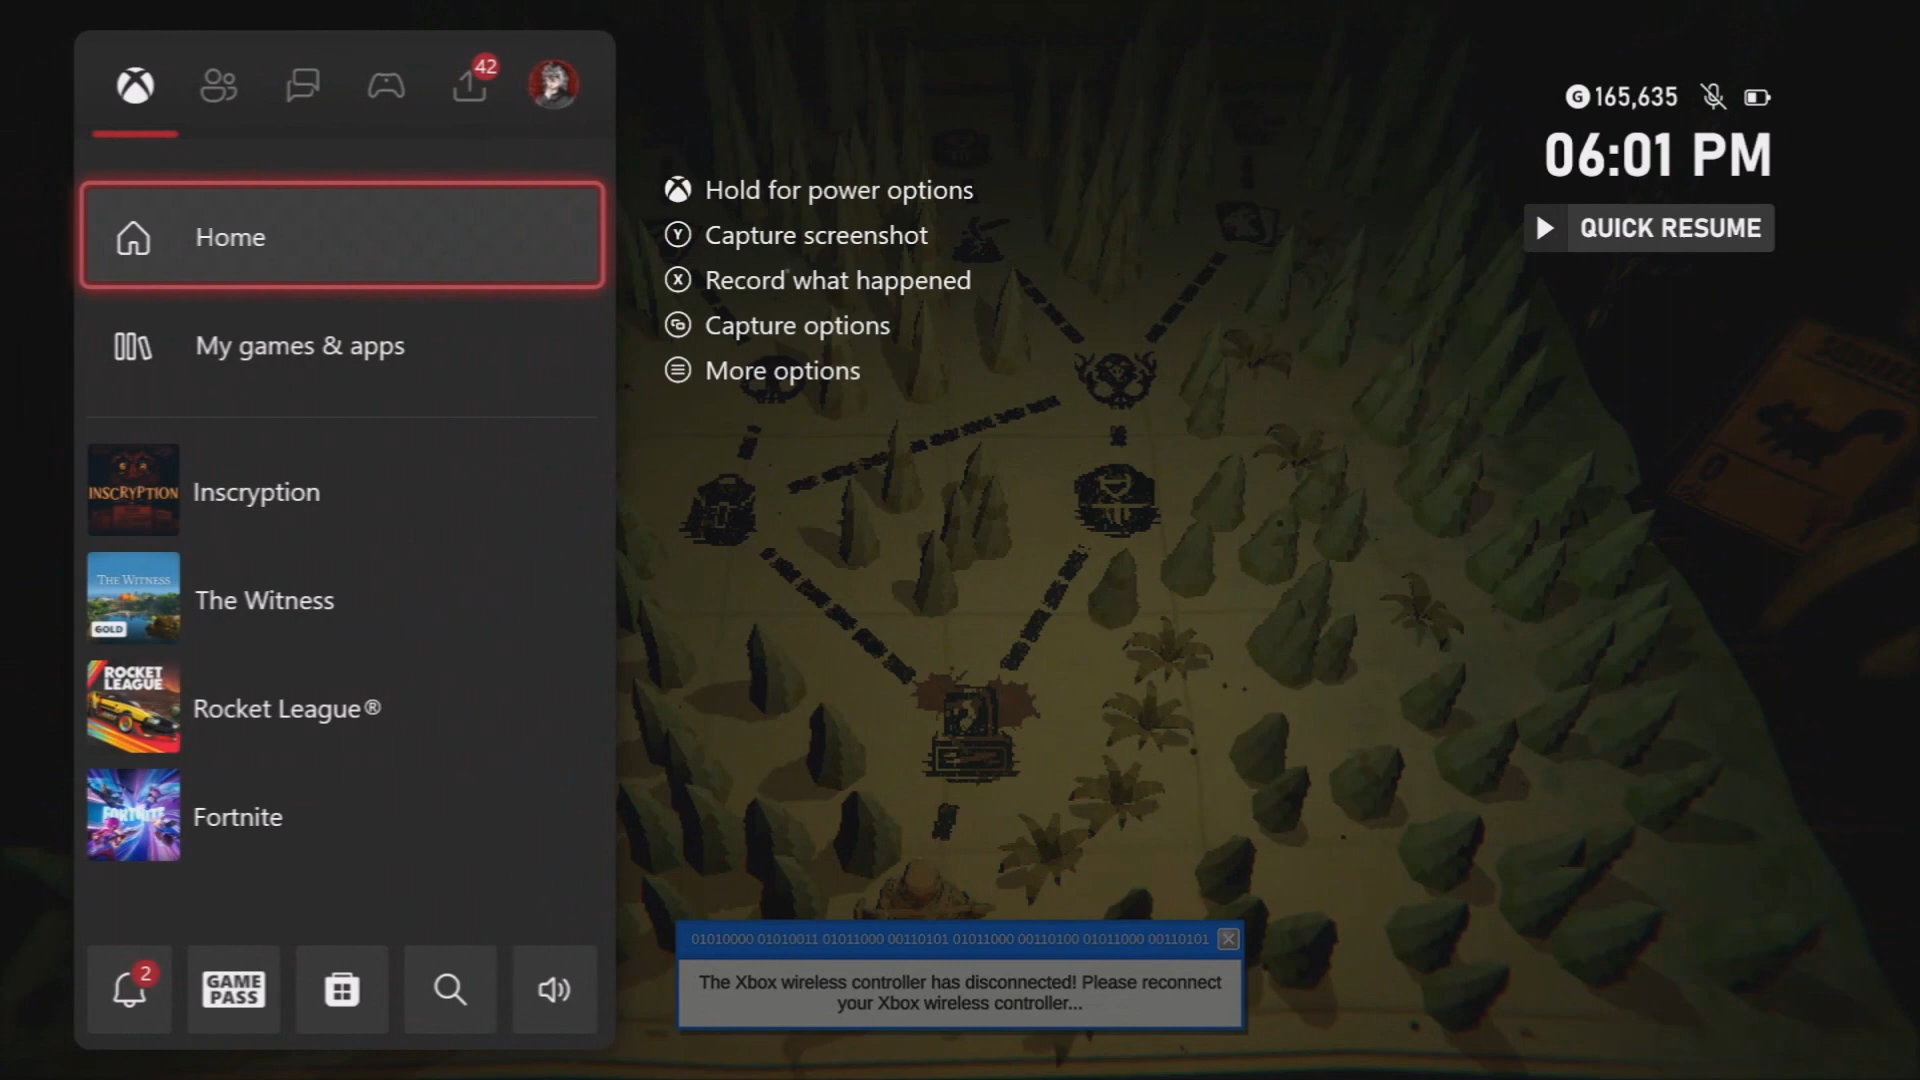 42
G 165,635
06:01 PM
QUICK RESUME
Home
My games & apps
Hold for power options
Y Capture screenshot
X Record what happened
Capture options
More options
INSCRYPTION
Inscryption
THE WITNESS
GOLD
The Witness
ROCKET
LEAGUE
Rocket League®
FORTNITE
Fortnite
2
GAME
PASS
01010000 01010011 01011000 00110101 01011000 00110100 01011000 00110101
The Xbox wireless controller has disconnected! Please reconnect
your Xbox wireless controller...